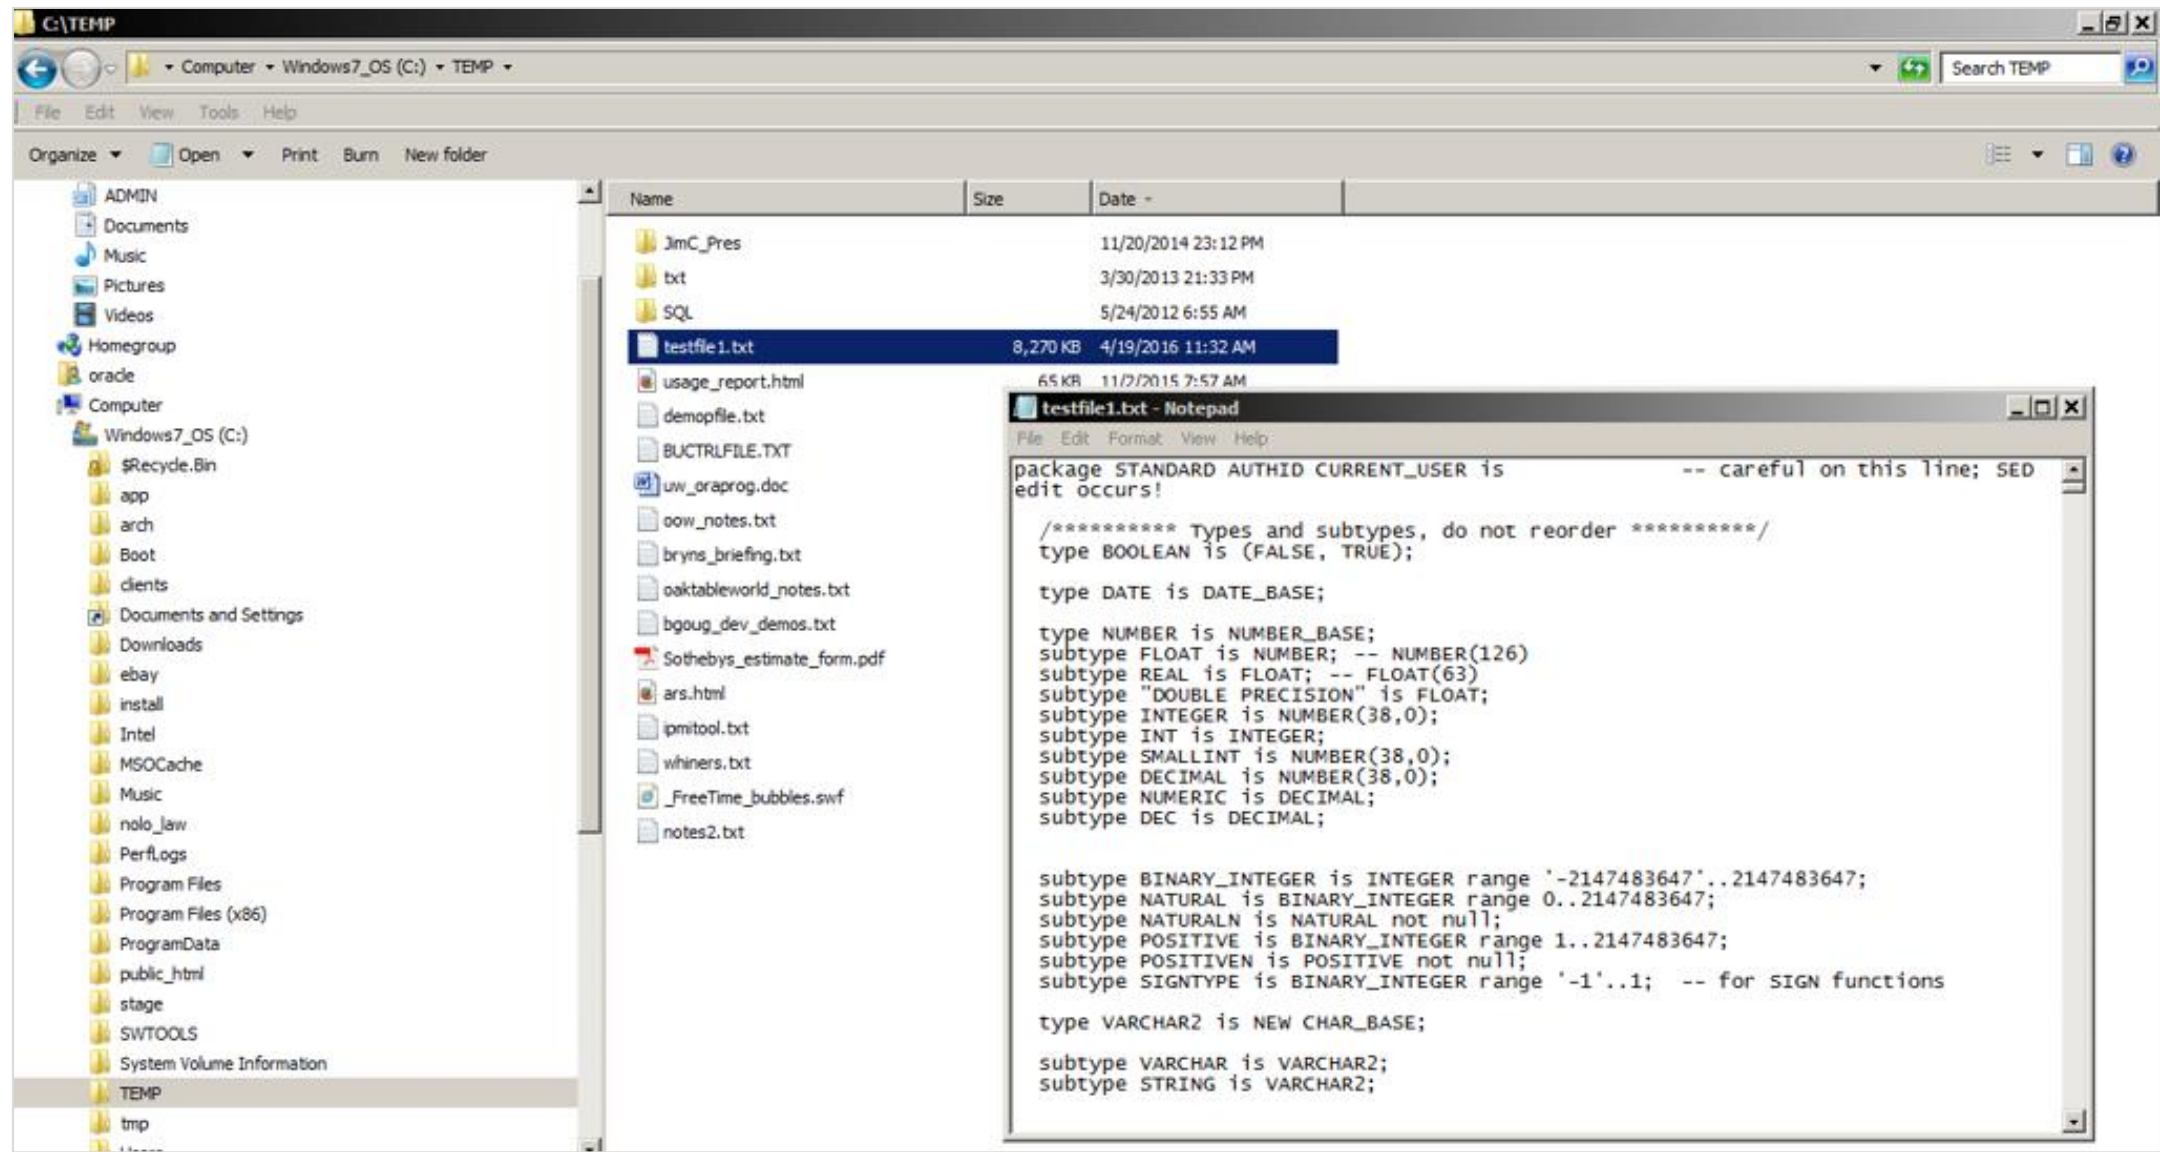 C:\TEMP
Computer Windows7_OS (C:) TEMP
Search TEMP
File Edit View Tools Help
Organize Open Print Burn New folder
ADMIN
Documents
Music
Pictures
Videos
Homegroup
oracle
Computer
Windows7_OS (C:)
$Recycle.Bin
app
arch
Boot
clients
Documents and Settings
Downloads
ebay
install
Intel
MSOCache
Music
nolo_law
PerfLogs
Program Files
Program Files (x86)
ProgramData
public_html
stage
SWTOOLS
System Volume Information
TEMP
tmp
Name Size Date
JimC_Pres 11/20/2014 23:12 PM
txt 3/30/2013 21:33 PM
SQL 5/24/2012 6:55 AM
testfile1.txt 8,270 KB 4/19/2016 11:32 AM
usage_report.html 65 KB 11/2/2015 7:57 AM
demopfile.txt
BUCTRLFILE.TXT
uw_oraprog.doc
oow_notes.txt
bryns_briefing.txt
oaktableworld_notes.txt
bgoug_dev_demos.txt
Sothebys_estimate_form.pdf
ars.html
ipmitool.txt
whiners.txt
_FreeTime_bubbles.swf
notes2.txt
testfile1.txt - Notepad
File Edit Format View Help
package STANDARD AUTHID CURRENT_USER is -- careful on this line; SED
edit occurs!
/********** Types and subtypes, do not reorder **********/
type BOOLEAN is (FALSE, TRUE);
type DATE is DATE_BASE;
type NUMBER is NUMBER_BASE;
subtype FLOAT is NUMBER; -- NUMBER(126)
subtype REAL is FLOAT; -- FLOAT(63)
subtype "DOUBLE PRECISION" is FLOAT;
subtype INTEGER is NUMBER(38,0);
subtype INT is INTEGER;
subtype SMALLINT is NUMBER(38,0);
subtype DECIMAL is NUMBER(38,0);
subtype NUMERIC is DECIMAL;
subtype DEC is DECIMAL;
subtype BINARY_INTEGER is INTEGER range '-2147483647'..2147483647;
subtype NATURAL is BINARY_INTEGER range 0..2147483647;
subtype NATURALN is NATURAL not null;
subtype POSITIVE is BINARY_INTEGER range 1..2147483647;
subtype POSITIVEN is POSITIVE not null;
subtype SIGNTYPE is BINARY_INTEGER range '-1'..1; -- for SIGN functions
type VARCHAR2 is NEW CHAR_BASE;
subtype VARCHAR is VARCHAR2;
subtype STRING is VARCHAR2;